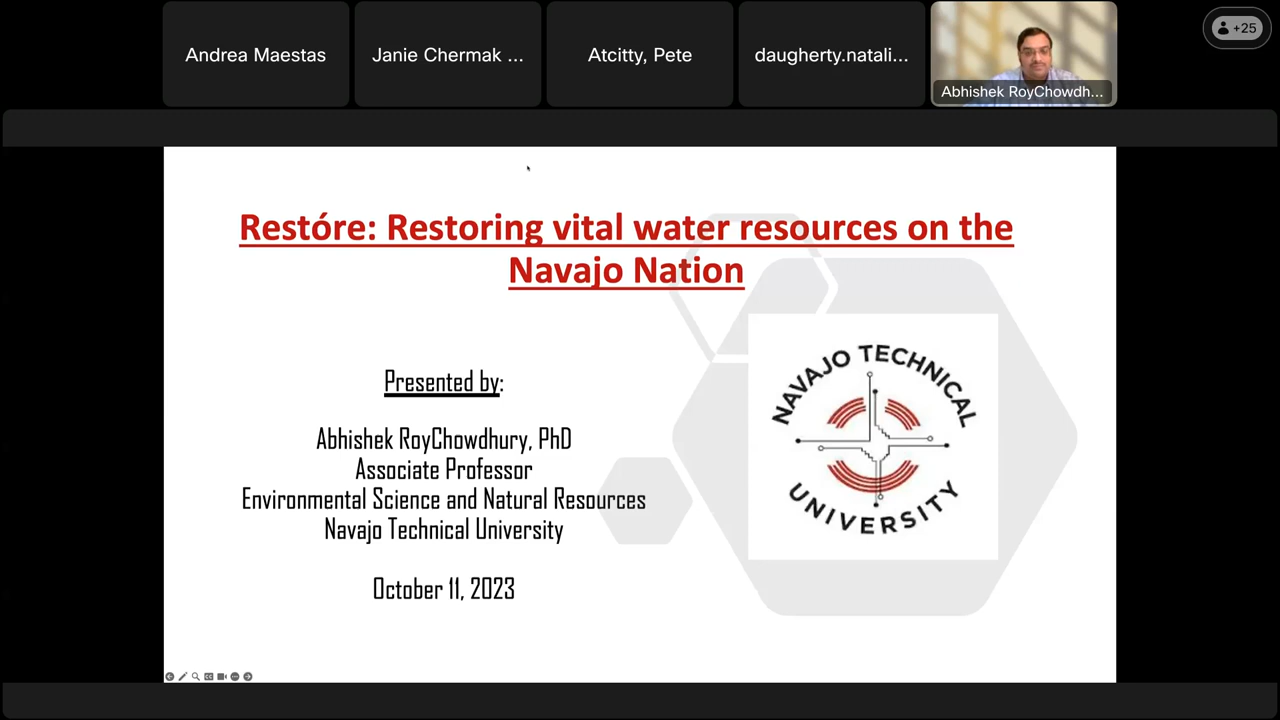 Andrea Maestas
Janie Chermak ...
Atcitty, Pete
daugherty.natali...
Abhishek RoyChowdh...
+25
Restóre: Restoring vital water resources on the
Navajo Nation
Presented by:
Abhishek RoyChowdhury, PhD
Associate Professor
Environmental Science and Natural Resources
Navajo Technical University
October 11, 2023
NAVAJO TECHNICAL
UNIVERSITY